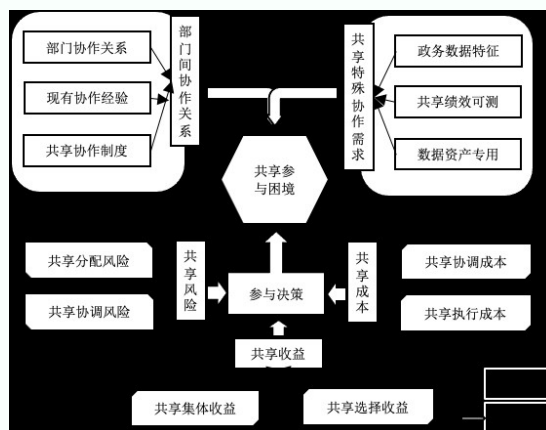 部门协作关系
现有协作经验
共享协作制度
部门间协作关系
共享特殊协作需求
政务数据特征
共享绩效可测
数据资产专用
共享参
与困境
共享分配风险
共享协调风险
共享风险
参与决策
共享成本
共享协调成本
共享执行成本
共享收益
共享集体收益
共享选择收益